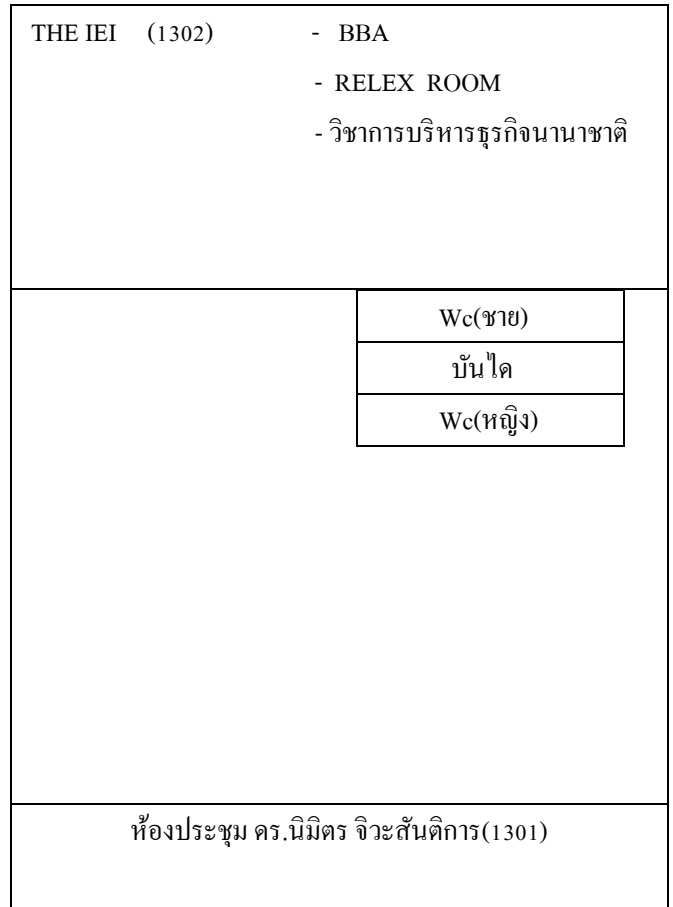 THE IEI (1302) - BBA
- RELEX ROOM
- วิชาการบริหารธุรกิจนานาชาติ
Wc(ชาย)
บันได
Wc(หญิง)
ห้องประชุม ดร.นิมิตร จิวะสันติการ(1301)